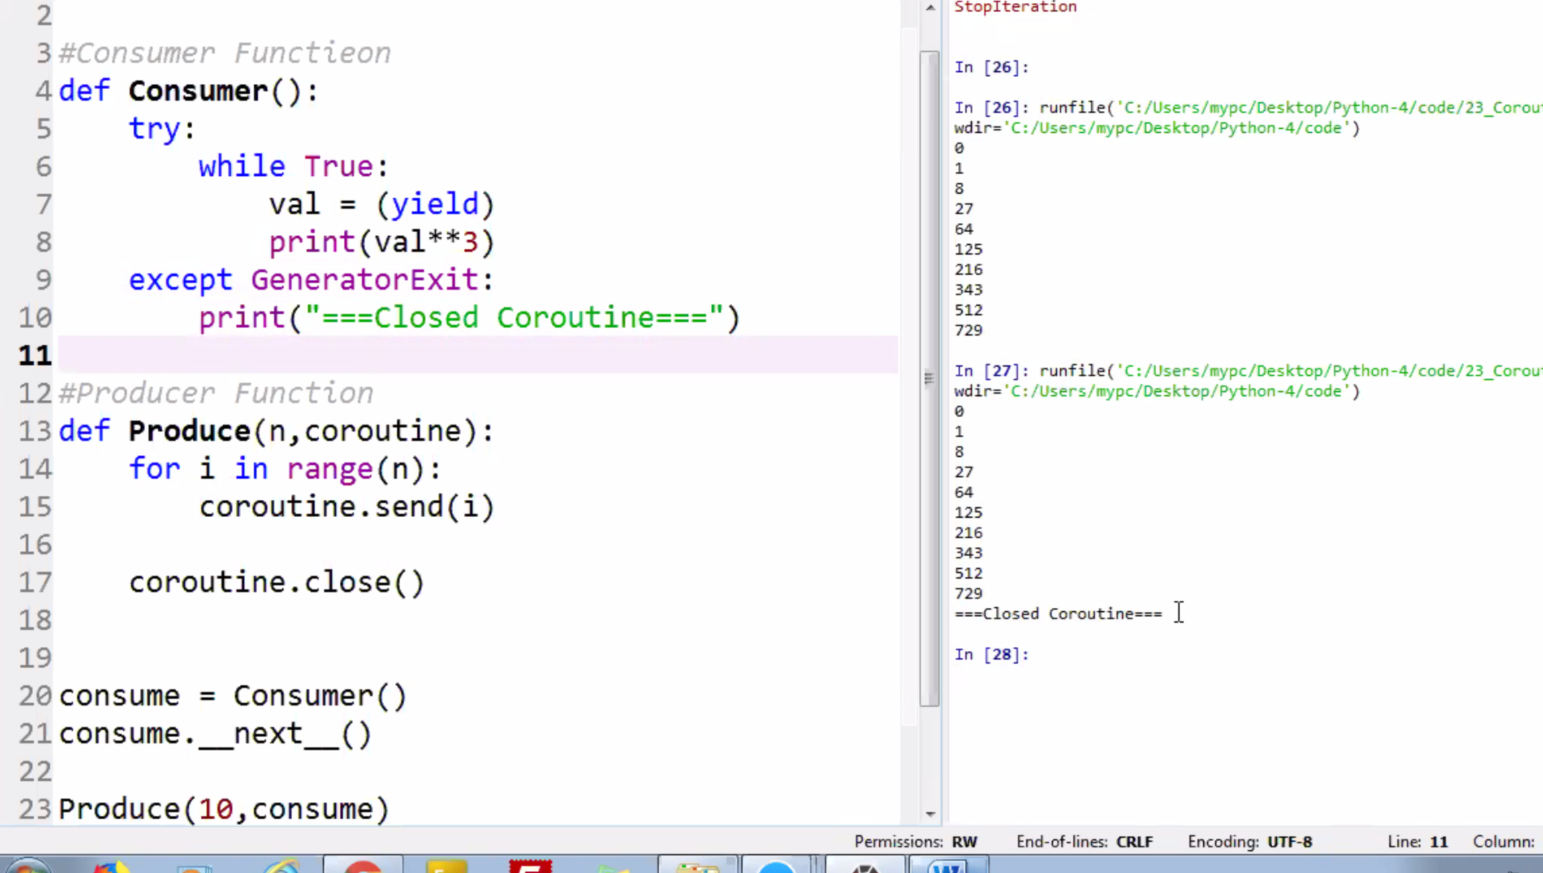 2
3 #Consumer Functieon
4 def Consumer():
5 try:
6 while True:
7 val = (yield)
8 print(val**3)
9 except GeneratorExit:
10 print("===Closed Coroutine===")
11
12 #Producer Function
13 def Produce(n,coroutine):
14 for i in range(n):
15 coroutine.send(i)
16
17 coroutine.close()
18
19
20 consume = Consumer()
21 consume.__next__()
22
23 Produce(10,consume)
StopIteration
In [26]:
In [26]: runfile('C:/Users/mypc/Desktop/Python-4/code/23_Corou
wdir='C:/Users/mypc/Desktop/Python-4/code')
0
1
8
27
64
125
216
343
512
729
In [27]: runfile('C:/Users/mypc/Desktop/Python-4/code/23_Corou
wdir='C:/Users/mypc/Desktop/Python-4/code')
0
1
8
27
64
125
216
343
512
729
===Closed Coroutine===
In [28]:
Permissions: RW End-of-lines: CRLF Encoding: UTF-8 Line: 11 Column: